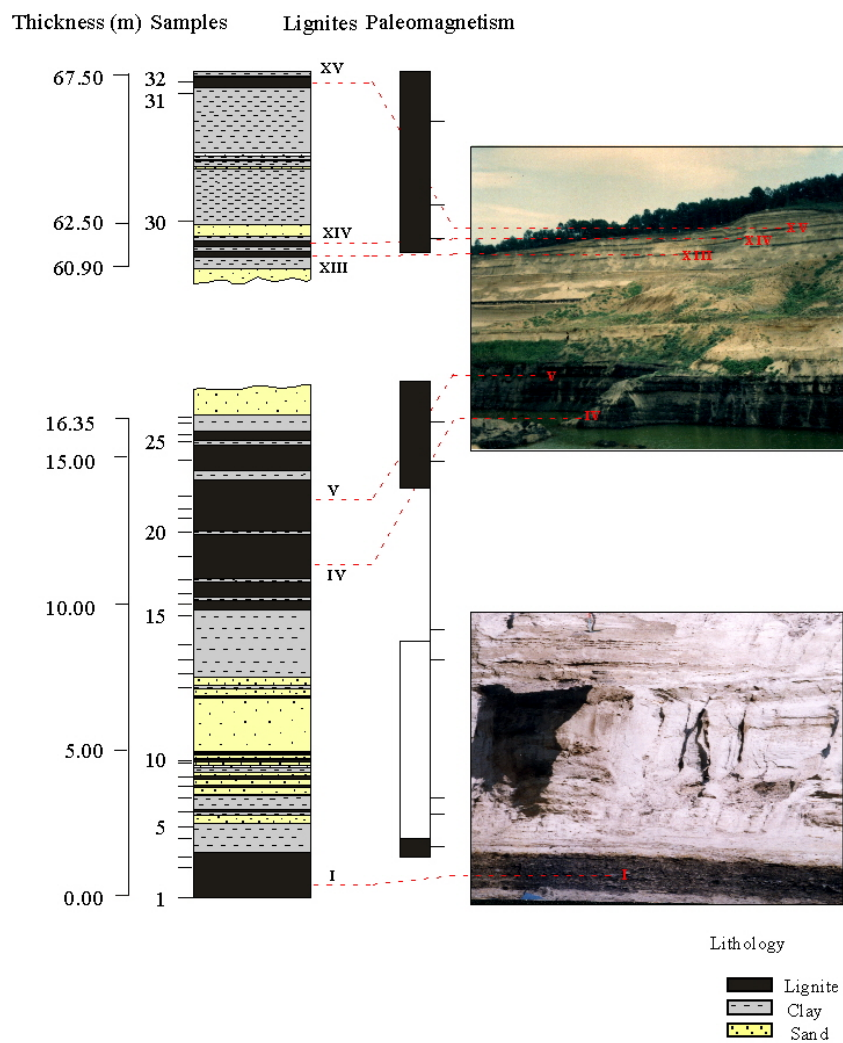 Thickness (m) Samples Lignites Paleomagnetism
67.50 32 XV
31
62.50 30 XIV
60.90 XIII
XV
XIV
XIII
16.35
15.00 25
V
20
IV
10.00 15
5.00 10
5
0.00 1 I
V
IV
I
Lithology
Lignite
Clay
Sand